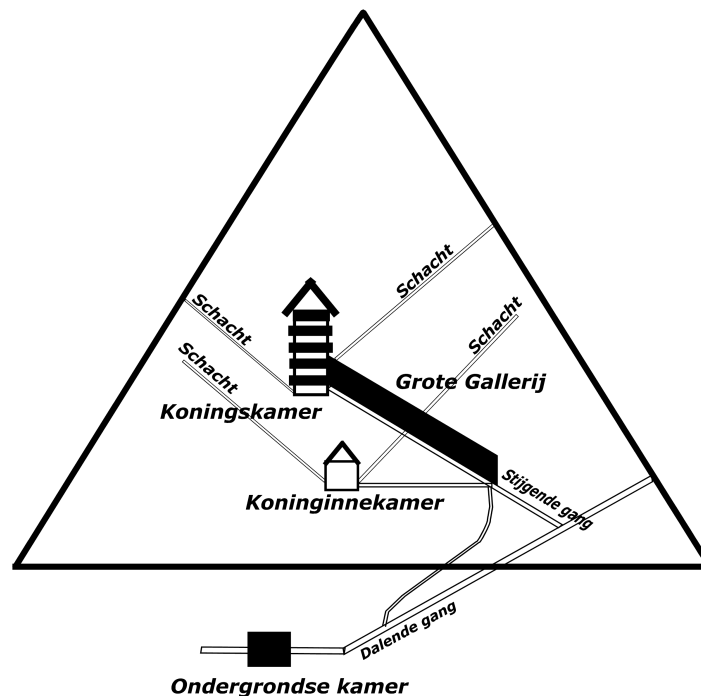 Schacht
Schacht
Schacht
Schacht
Grote Gallerij
Koningskamer
Stijgende gang
Koninginnekamer
Dalende gang
Ondergrondse kamer